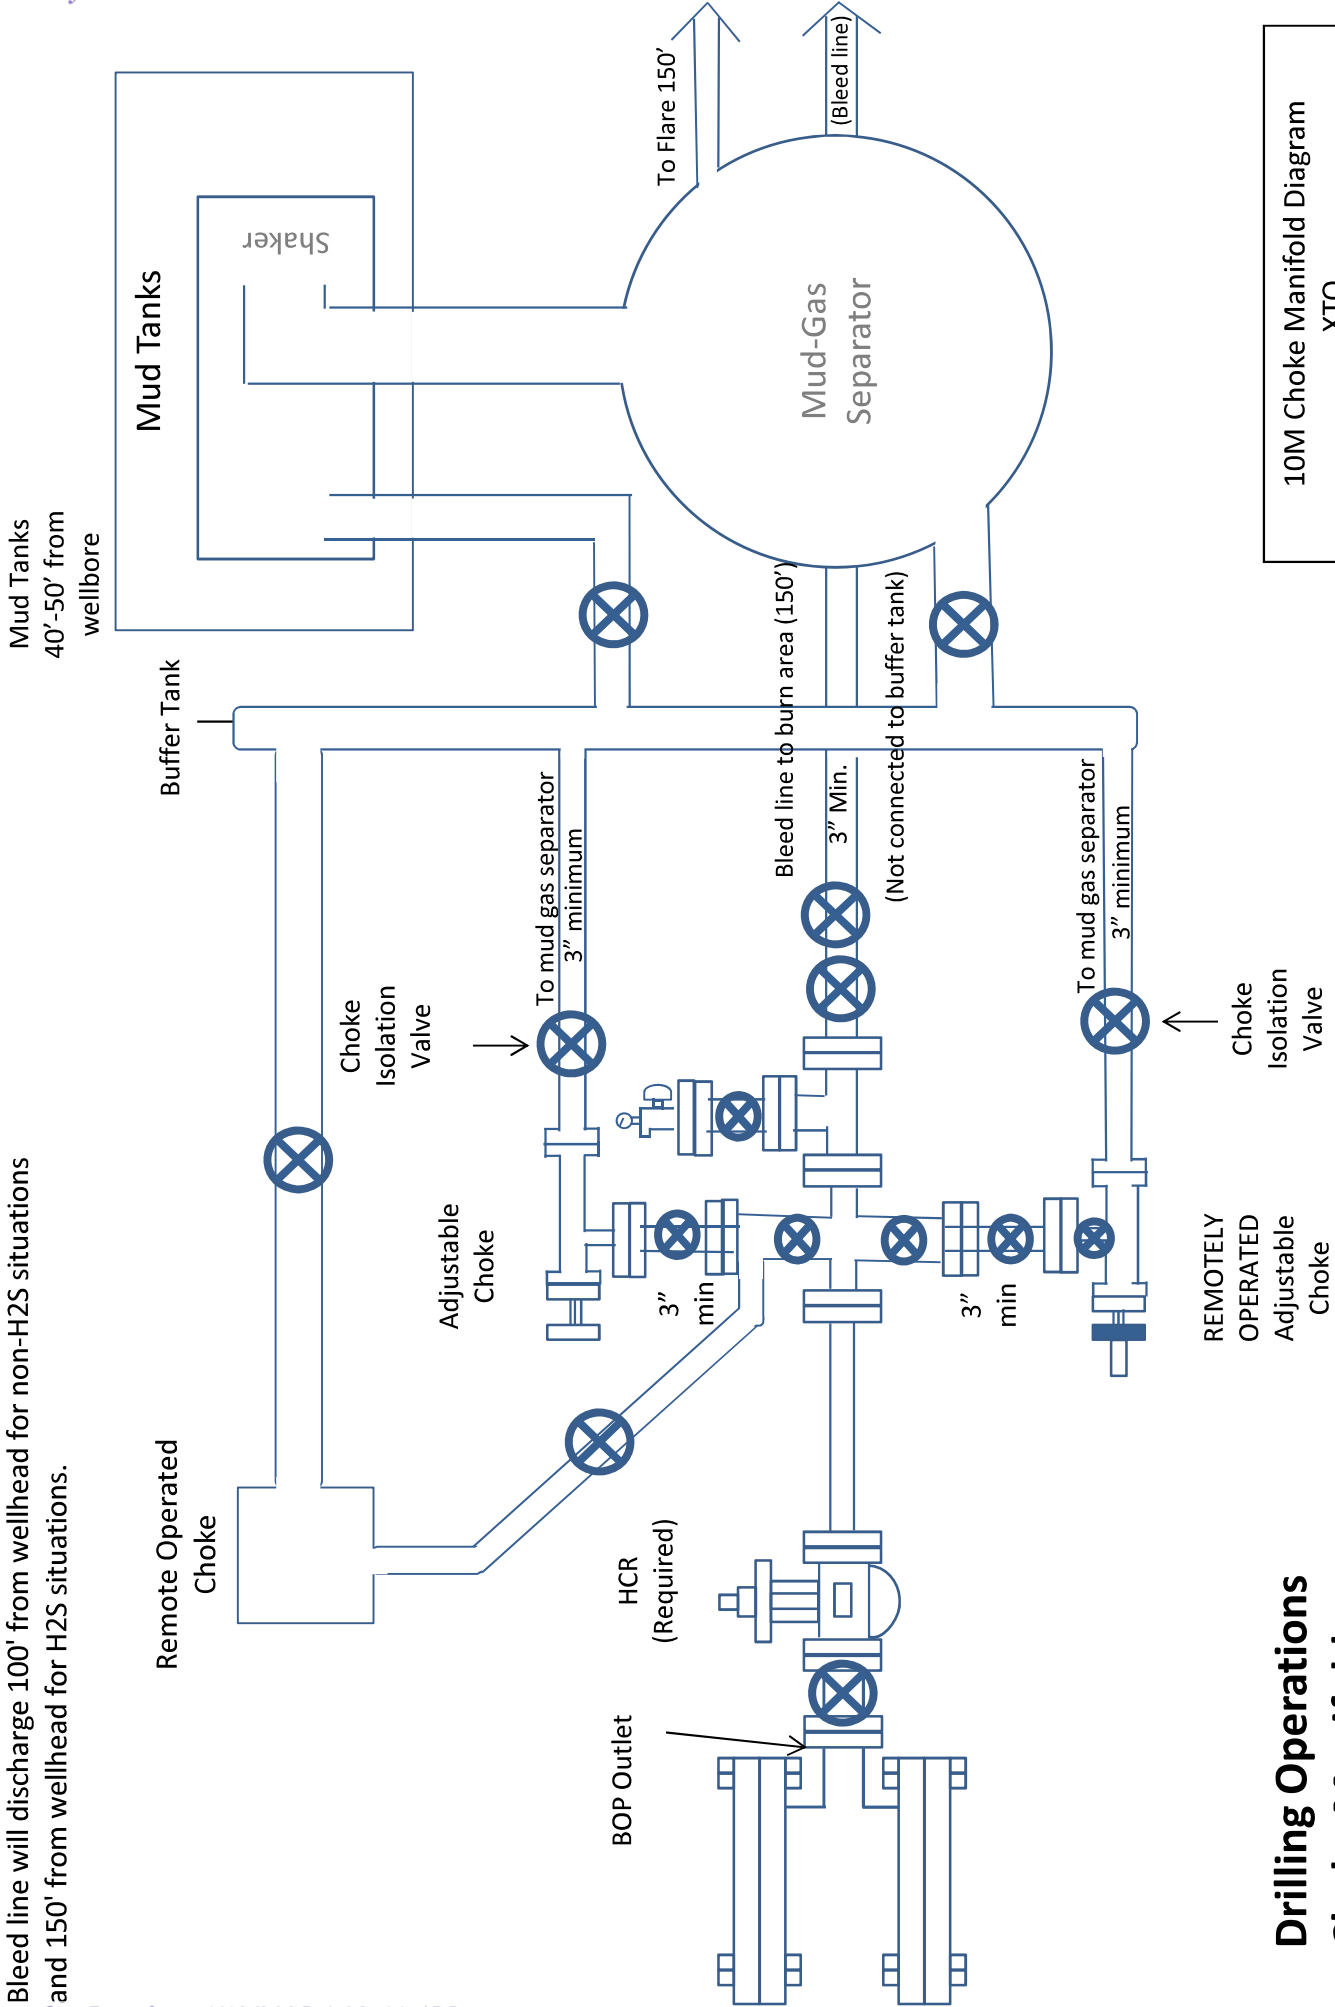 Bleed line will discharge 100' from wellhead for non-H2S situations
and 150' from wellhead for H2S situations.
Mud Tanks
40’-50’ from
wellbore
Mud Tanks
Shaker
Buffer Tank
Remote Operated
Choke
Choke
Isolation
Valve
Adjustable
Choke
To mud gas separator
3” minimum
To Flare 150’
(Bleed line)
Mud-Gas
Separator
HCR
(Required)
BOP Outlet
3”
min
Bleed line to burn area (150’)
3” Min.
(Not connected to buffer tank)
3”
min
To mud gas separator
3” minimum
REMOTELY
OPERATED
Adjustable
Choke
Choke
Isolation
Valve
Drilling Operations
10M Choke Manifold Diagram
XTO